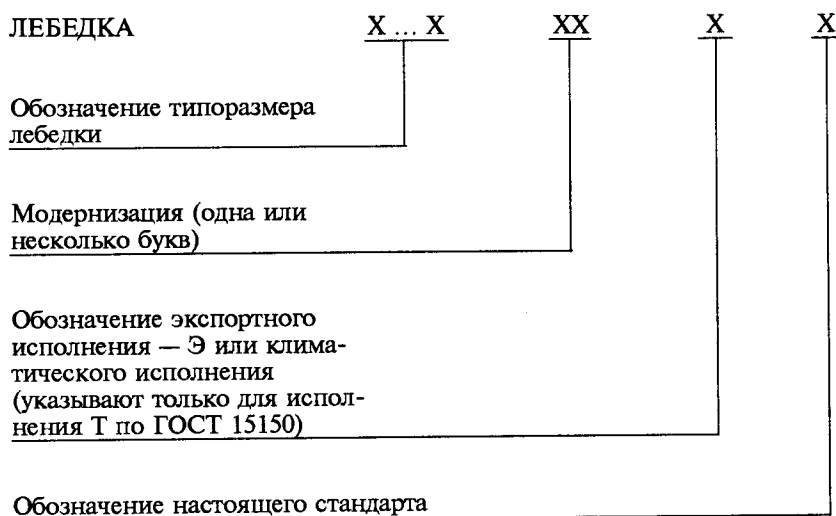 ЛЕБЕДКА X ... X XX X X
Обозначение типоразмера
лебедки
Модернизация (одна или
несколько букв)
Обозначение экспортного
исполнения — Э или клима-
тического исполнения
(указывают только для испол-
нения Т по ГОСТ 15150)
Обозначение настоящего стандарта